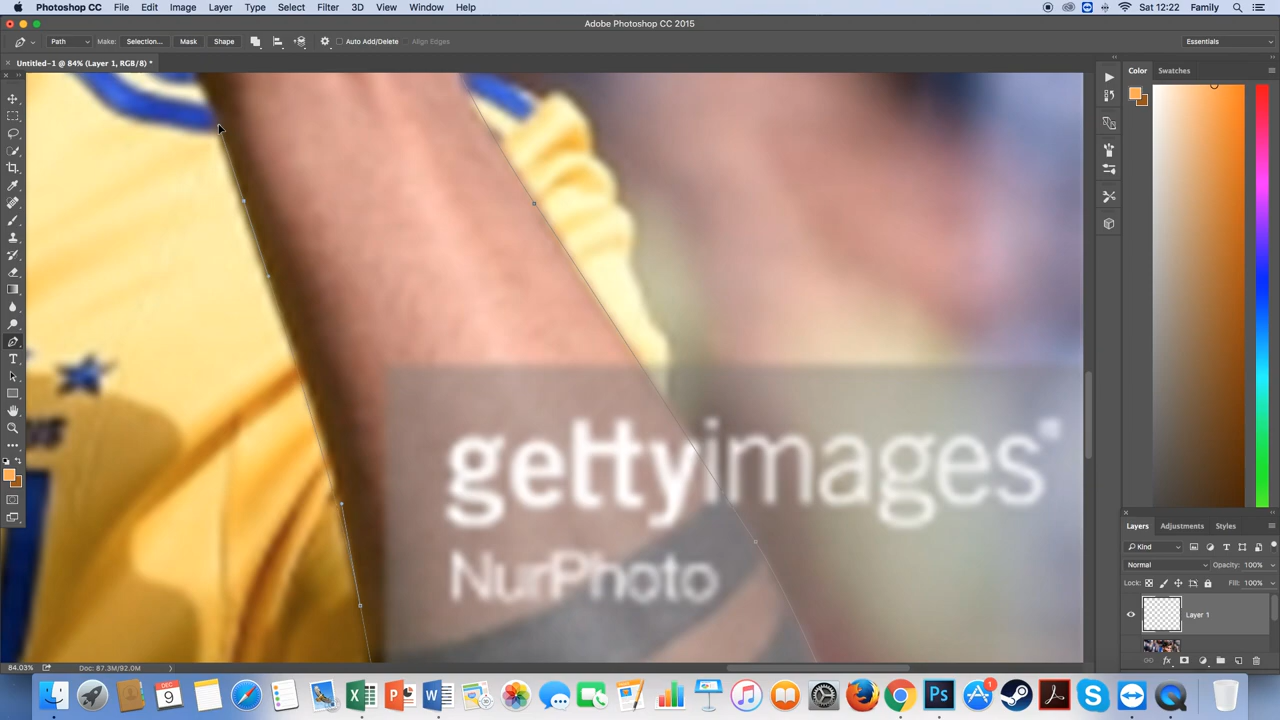 Photoshop CC File Edit Image Layer Type Select Filter 3D View Window Help Sat 12:22 Family
Adobe Photoshop CC 2015
Path Make: Selection... Mask Shape Auto Add/Delete Align Edges Essentials
Untitled-1 @ 84% (Layer 1, RGB/8) *
Color Swatches
gettyimages®
NurPhoto
Layers Adjustments Styles
Kind
Normal Opacity: 100%
Lock: Fill: 100%
Layer 1
84.03% Doc: 87.3M/92.0M
DEC
9
1